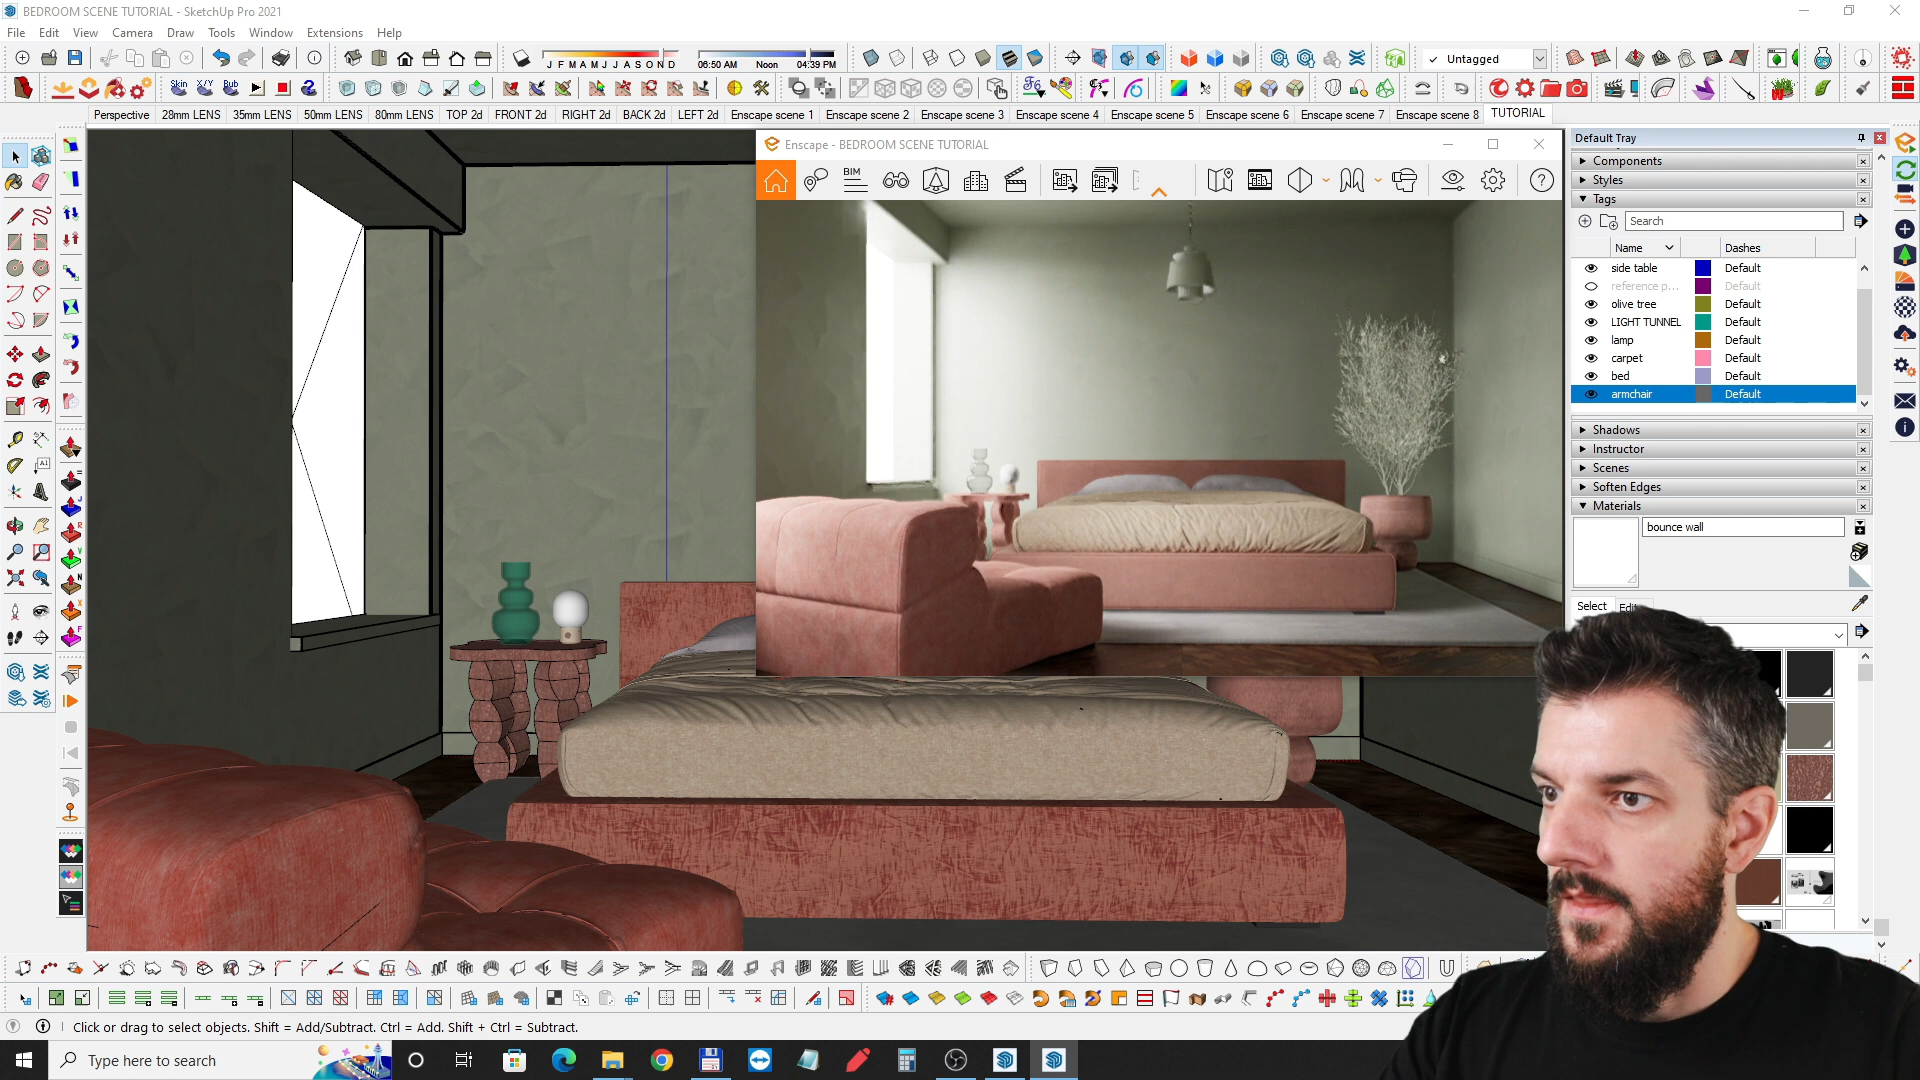 BEDROOM SCENE TUTORIAL - SketchUp Pro 2021
File Edit View Camera Draw Tools Window Extensions Help
J F M A M J J A S O N D
06:50 AM Noon 04:39 PM
Untagged
Skin X/Y Bub
Perspective 28mm LENS 35mm LENS 50mm LENS 80mm LENS TOP 2d FRONT 2d RIGHT 2d BACK 2d LEFT 2d Enscape scene 1 Enscape scene 2 Enscape scene 3 Enscape scene 4 Enscape scene 5 Enscape scene 6 Enscape scene 7 Enscape scene 8 TUTORIAL
Enscape - BEDROOM SCENE TUTORIAL
BIM
Default Tray
Components
Styles
Tags
Search
Name Dashes
side table Default
reference p... Default
olive tree Default
LIGHT TUNNEL Default
lamp Default
carpet Default
bed Default
armchair Default
Shadows
Instructor
Scenes
Soften Edges
Materials
bounce wall
Select
Click or drag to select objects. Shift = Add/Subtract. Ctrl = Add. Shift + Ctrl = Subtract.
Type here to search